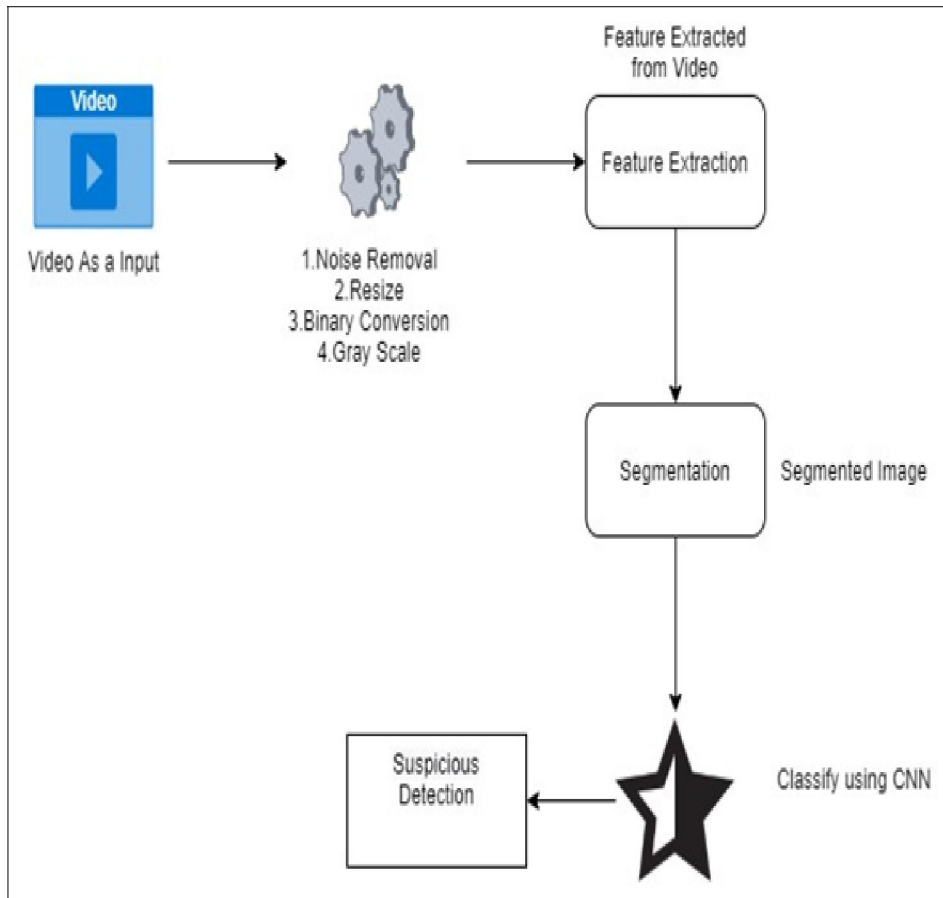 Video
Video As a Input
1.Noise Removal
2.Resize
3.Binary Conversion
4.Gray Scale
Feature Extracted
from Video
Feature Extraction
Segmentation
Segmented Image
Classify using CNN
Suspicious
Detection